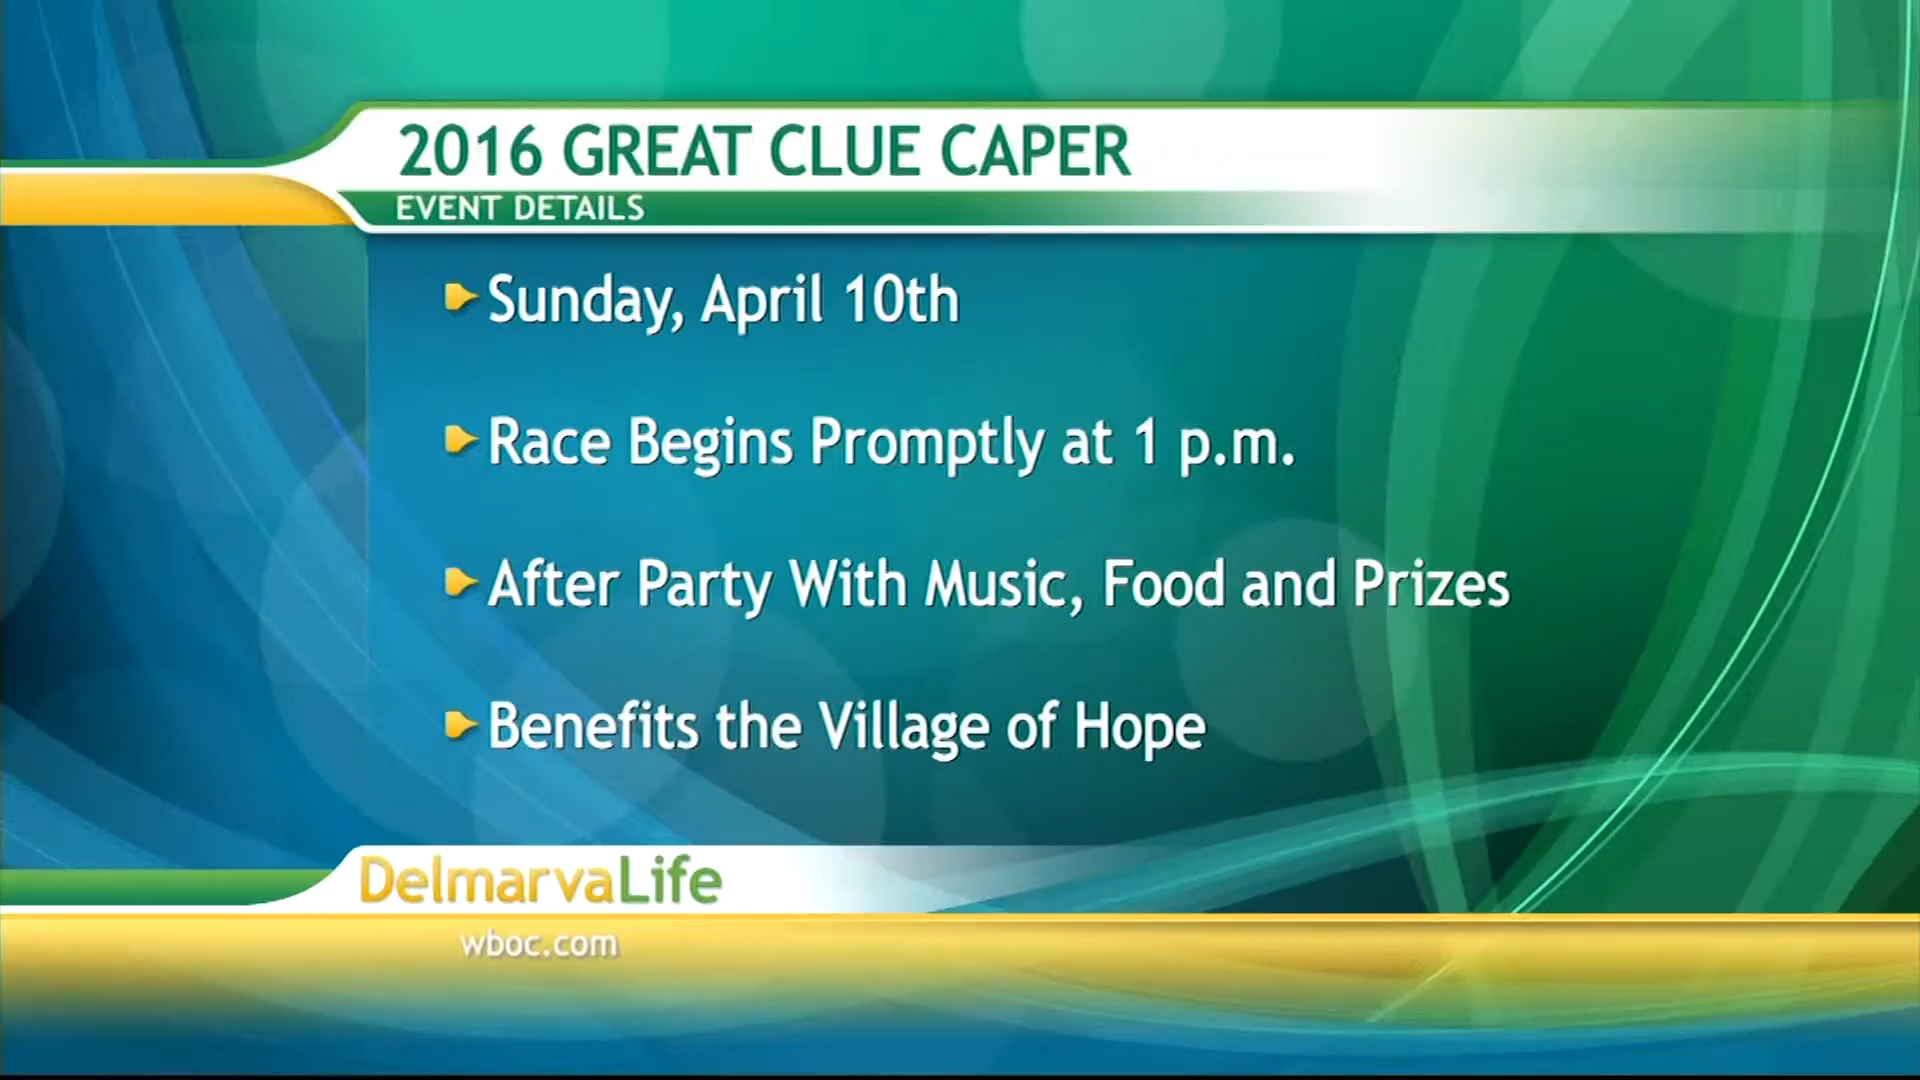 2016 GREAT CLUE CAPER
EVENT DETAILS
Sunday, April 10th
Race Begins Promptly at 1 p.m.
After Party With Music, Food and Prizes
Benefits the Village of Hope
DelmarvaLife
wboc.com